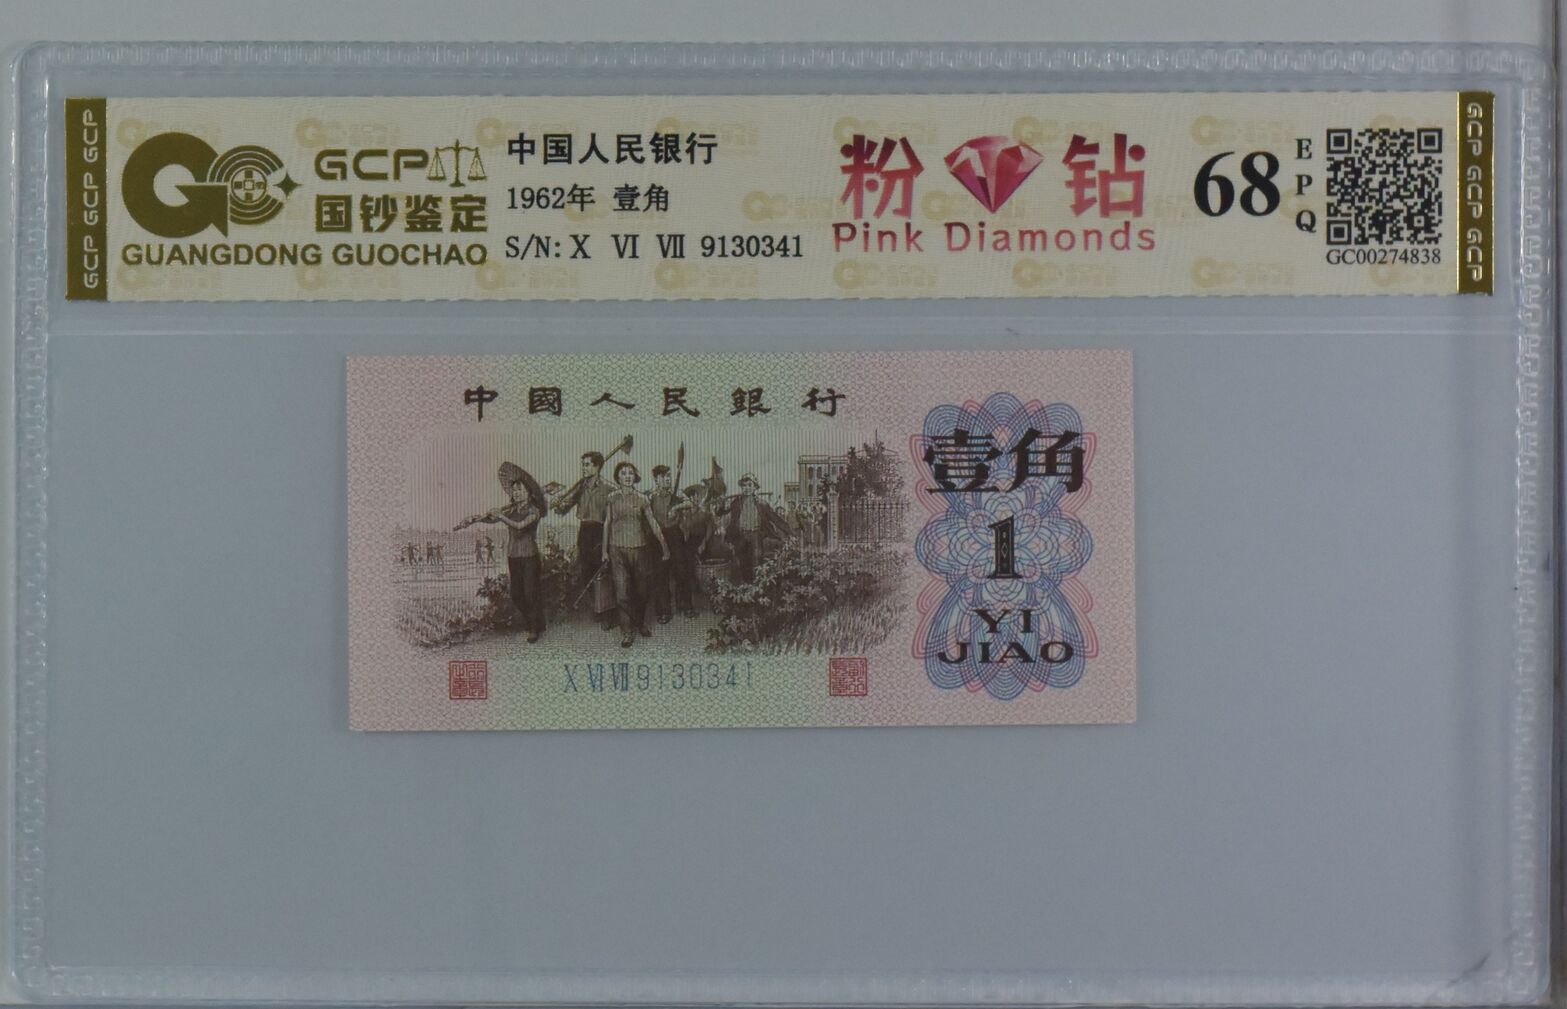 GCP GCP GCP
GCP
国钞鉴定
GUANGDONG GUOCHAO
中国人民银行
1962年 壹角
S/N: X VI VII 9130341
粉钻
Pink Diamonds
68
EPQ
GC00274838
GCP GCP GCP
中國人民銀行
壹角
1
YI
JIAO
X VI VII 9130341